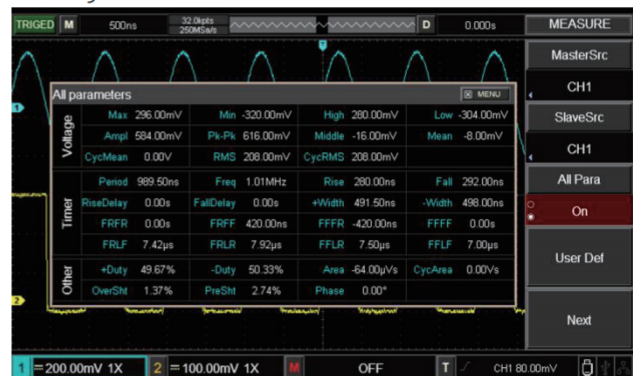 TRIGED M 500ns 32.0kpts 250MSa/s D 0.000s MEASURE
MasterSrc
CH1
SlaveSrc
CH1
All Para
On
User Def
Next
All parameters MENU
Voltage
Max 296.00mV Min -320.00mV High 280.00mV Low -304.00mV
Ampl 584.00mV Pk-Pk 616.00mV Middle -16.00mV Mean -8.00mV
CycMean 0.00V RMS 208.00mV CycRMS 208.00mV
Timer
Period 989.50ns Freq 1.01MHz Rise 280.00ns Fall 292.00ns
RiseDelay 0.00s FallDelay 0.00s +Width 491.50ns -Width 498.00ns
FRFR 0.00s FRFF 420.00ns FFFR -420.00ns FFFF 0.00s
FRLF 7.42µs FRLR 7.92µs FFLR 7.50µs FFLF 7.00µs
Other
+Duty 49.67% -Duty 50.33% Area -64.00µVs CycArea 0.00Vs
OverSht 1.37% PreSht 2.74% Phase 0.00°
1
2
1 =200.00mV 1X 2 =100.00mV 1X M OFF T CH1 80.00mV